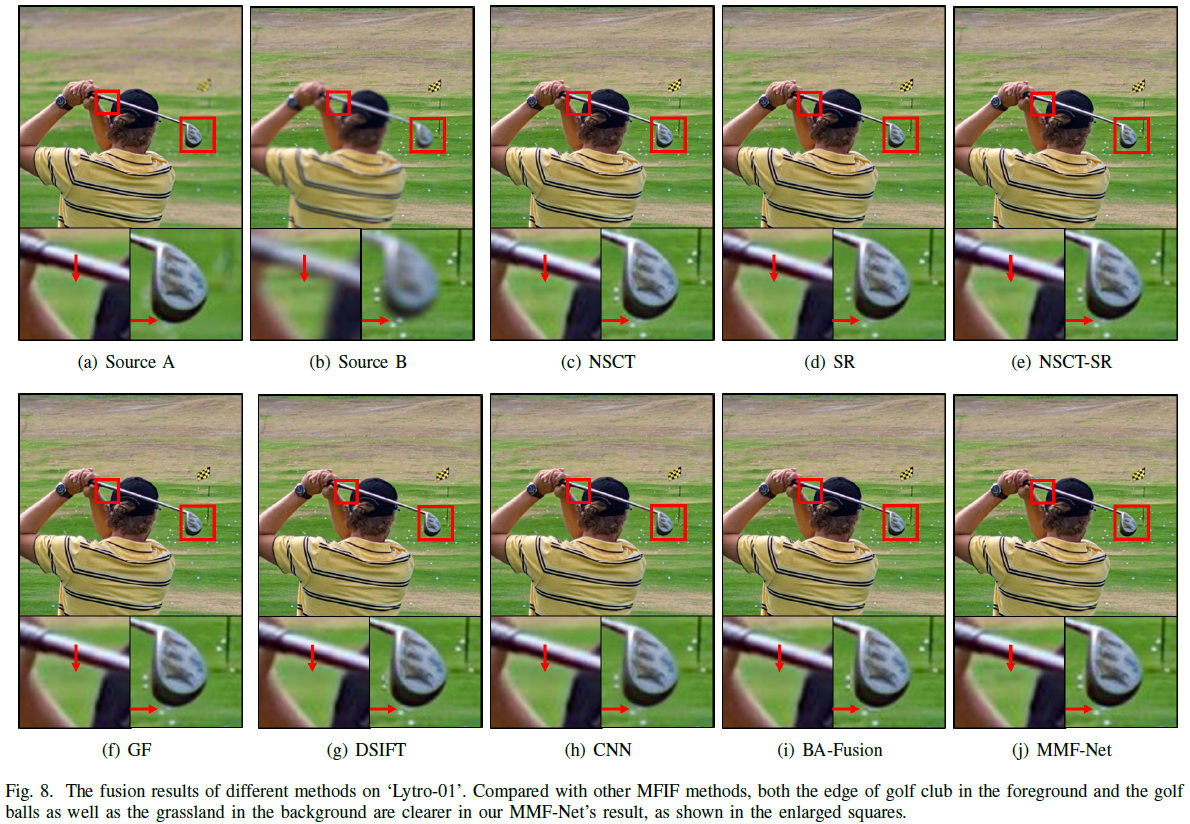 (a) Source A
(b) Source B
(c) NSCT
(d) SR
(e) NSCT-SR
(f) GF
(g) DSIFT
(h) CNN
(i) BA-Fusion
(j) MMF-Net
Fig. 8. The fusion results of different methods on ‘Lytro-01’. Compared with other MFIF methods, both the edge of golf club in the foreground and the golf
balls as well as the grassland in the background are clearer in our MMF-Net’s result, as shown in the enlarged squares.